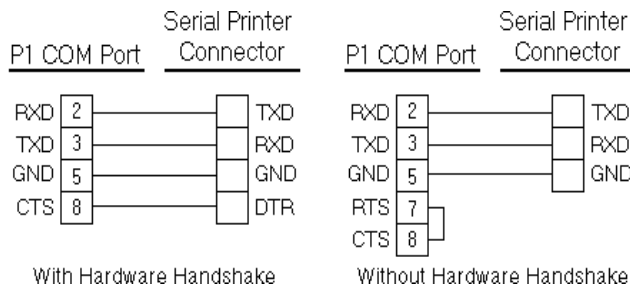 Serial Printer
P1 COM Port Connector
RXD 2 TXD
TXD 3 RXD
GND 5 GND
CTS 8 DTR
With Hardware Handshake
Serial Printer
P1 COM Port Connector
RXD 2 TXD
TXD 3 RXD
GND 5 GND
RTS 7
CTS 8
Without Hardware Handshake